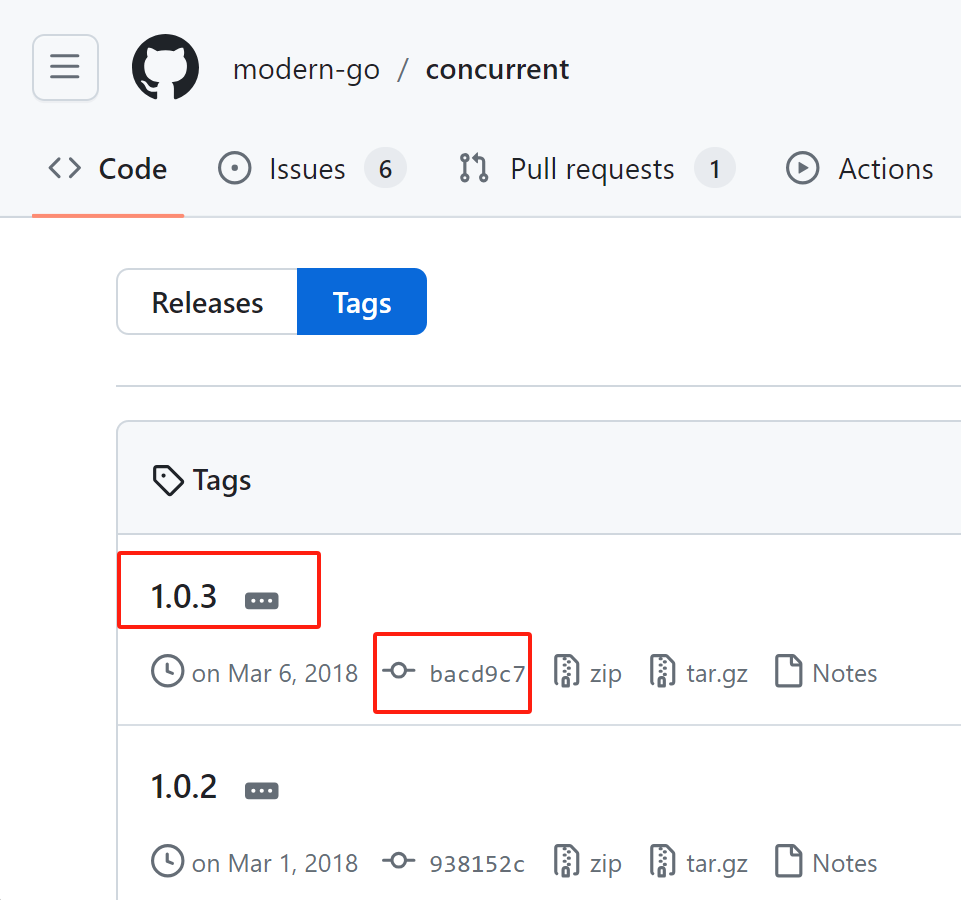 modern-go / concurrent
Code Issues 6 Pull requests 1 Actions
Releases Tags
Tags
1.0.3
on Mar 6, 2018 bacd9c7 zip tar.gz Notes
1.0.2
on Mar 1, 2018 938152c zip tar.gz Notes